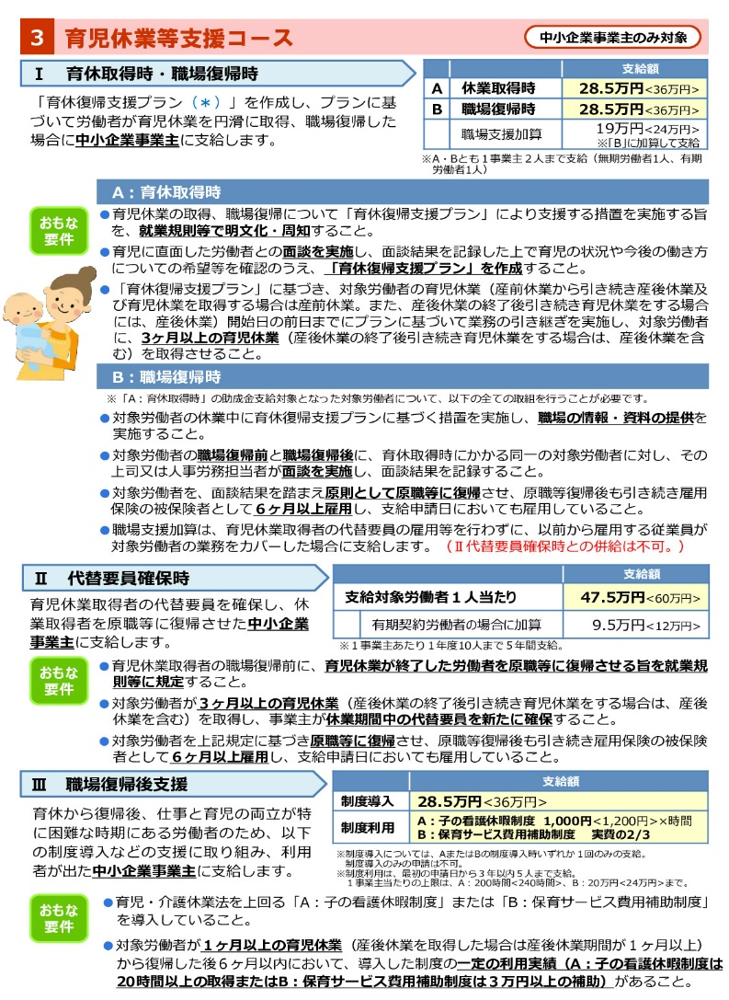 3 育児休業等支援コース
中小企業事業主のみ対象
Ⅰ 育休取得時・職場復帰時
「育休復帰支援プラン（＊）」を作成し、プランに基
づいて労働者が育児休業を円滑に取得、職場復帰した
場合に中小企業事業主に支給します。
支給額
A 休業取得時 28.5万円<36万円>
B 職場復帰時 28.5万円<36万円>
職場支援加算 19万円<24万円>
※「B」に加算して支給
※A・Bとも１事業主２人まで支給（無期労働者1人、有期
労働者1人）
A：育休取得時
おもな
要件
●育児休業の取得、職場復帰について「育休復帰支援プラン」により支援する措置を実施する旨
を、就業規則等で明文化・周知すること。
●育児に直面した労働者との面談を実施し、面談結果を記録した上で育児の状況や今後の働き方
についての希望等を確認のうえ、「育休復帰支援プラン」を作成すること。
●「育休復帰支援プラン」に基づき、対象労働者の育児休業（産前休業から引き続き産後休業及
び育児休業を取得する場合は産前休業。また、産後休業の終了後引き続き育児休業をする場合
には、産後休業）開始日の前日までにプランに基づいて業務の引き継ぎを実施し、対象労働者
に、3ヶ月以上の育児休業（産後休業の終了後引き続き育児休業をする場合は、産後休業を含
む）を取得させること。
B：職場復帰時
※「A：育休取得時」の助成金支給対象となった対象労働者について、以下の全ての取組を行うことが必要です。
●対象労働者の休業中に育休復帰支援プランに基づく措置を実施し、職場の情報・資料の提供を
実施すること。
●対象労働者の職場復帰前と職場復帰後に、育休取得時にかかる同一の対象労働者に対し、その
上司又は人事労務担当者が面談を実施し、面談結果を記録すること。
●対象労働者を、面談結果を踏まえ原則として原職等に復帰させ、原職等復帰後も引き続き雇用
保険の被保険者として６ヶ月以上雇用し、支給申請日においても雇用していること。
●職場支援加算は、育児休業取得者の代替要員の雇用等を行わずに、以前から雇用する従業員が
対象労働者の業務をカバーした場合に支給します。（Ⅱ代替要員確保時との併給は不可。）
Ⅱ 代替要員確保時
育児休業取得者の代替要員を確保し、休
業取得者を原職等に復帰させた中小企業
事業主に支給します。
支給額
支給対象労働者１人当たり 47.5万円<60万円>
有期契約労働者の場合に加算 9.5万円<12万円>
※１事業主あたり１年度10人まで５年間支給。
おもな
要件
●育児休業取得者の職場復帰前に、育児休業が終了した労働者を原職等に復帰させる旨を就業規
則等に規定すること。
●対象労働者が３ヶ月以上の育児休業（産後休業の終了後引き続き育児休業をする場合は、産後
休業を含む）を取得し、事業主が休業期間中の代替要員を新たに確保すること。
●対象労働者を上記規定に基づき原職等に復帰させ、原職等復帰後も引き続き雇用保険の被保険
者として６ヶ月以上雇用し、支給申請日においても雇用していること。
Ⅲ 職場復帰後支援
育休から復帰後、仕事と育児の両立が特
に困難な時期にある労働者のため、以下
の制度導入などの支援に取り組み、利用
者が出た中小企業事業主に支給します。
支給額
制度導入 28.5万円<36万円>
制度利用 A：子の看護休暇制度 1,000円<1,200円>×時間
B：保育サービス費用補助制度 実費の2/3
※制度導入については、AまたはBの制度導入時いずれか１回のみの支給。
制度導入のみの申請は不可。
※制度利用は、最初の申請日から３年以内５人まで支給。
１事業主当たりの上限は、A：200時間<240時間>、B：20万円<24万円>まで。
おもな
要件
●育児・介護休業法を上回る「A：子の看護休暇制度」または「B：保育サービス費用補助制度」
を導入していること。
●対象労働者が１ヶ月以上の育児休業（産後休業を取得した場合は産後休業期間が１ヶ月以上）
から復帰した後６ヶ月以内において、導入した制度の一定の利用実績（A：子の看護休暇制度は
20時間以上の取得またはB：保育サービス費用補助制度は３万円以上の補助）があること。